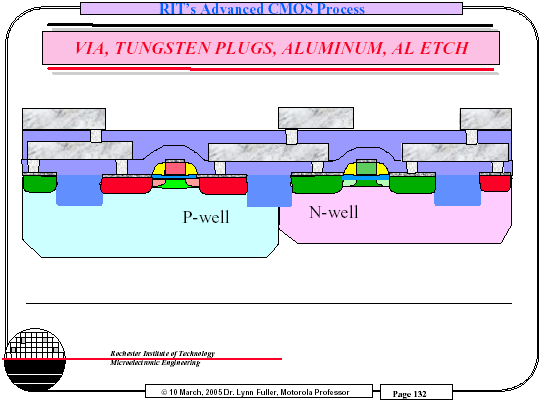 RIT's Advanced CMOS Process
VIA, TUNGSTEN PLUGS, ALUMINUM, AL ETCH
P-well
N-well
Rochester Institute of Technology
Microelectronic Engineering
© 10 March, 2005 Dr. Lynn Fuller, Motorola Professor
Page 132